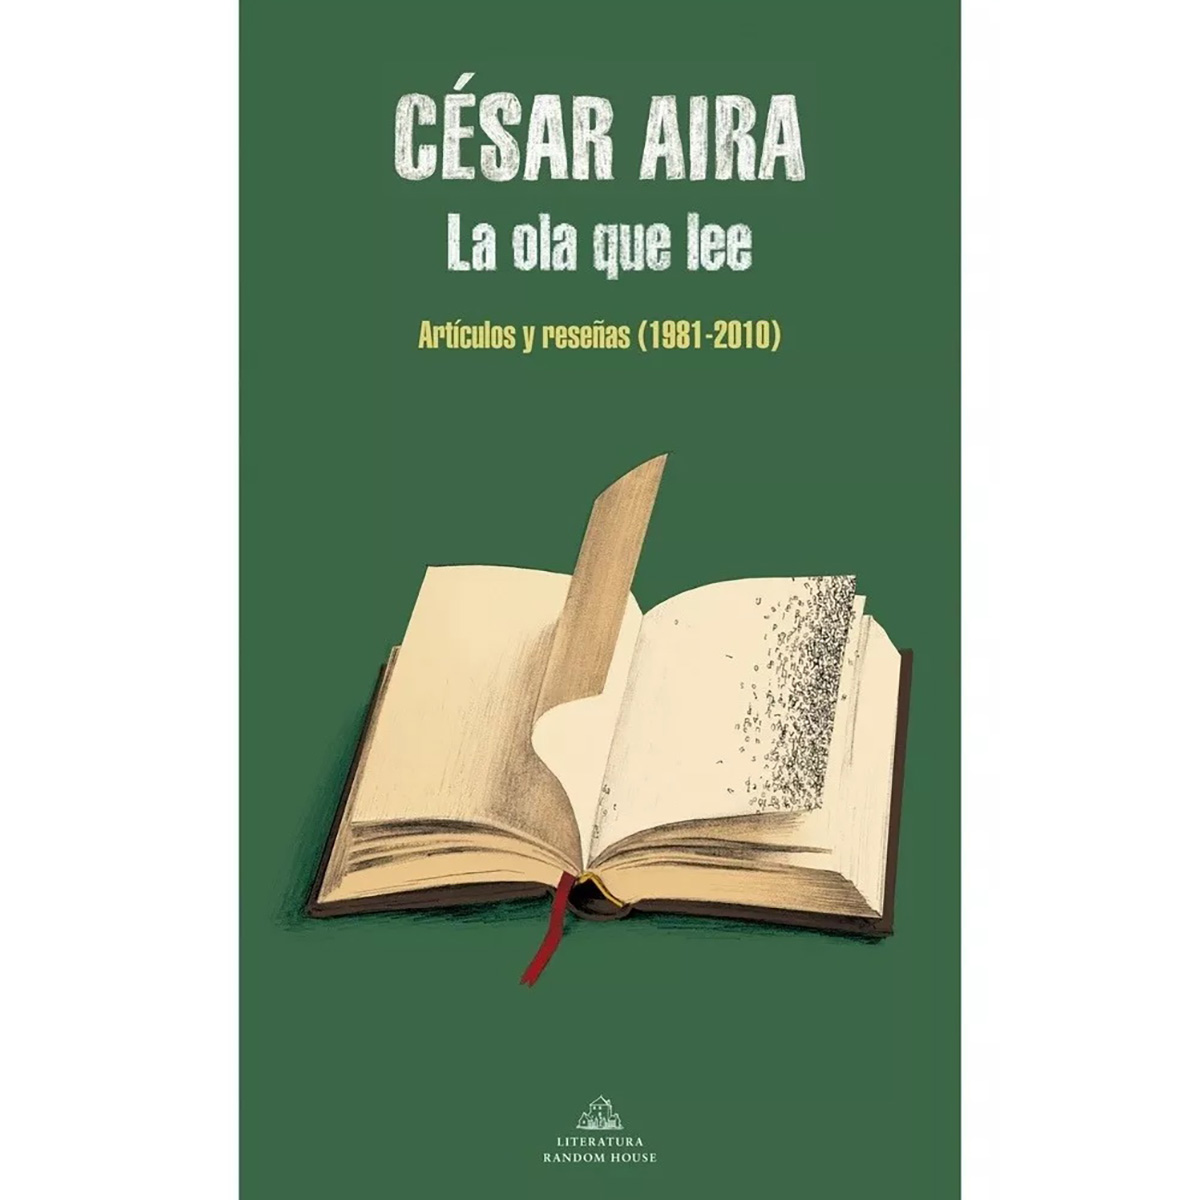 CÉSAR AIRA
La ola que lee
Artículos y reseñas (1981-2010)
LITERATURA
RANDOM HOUSE